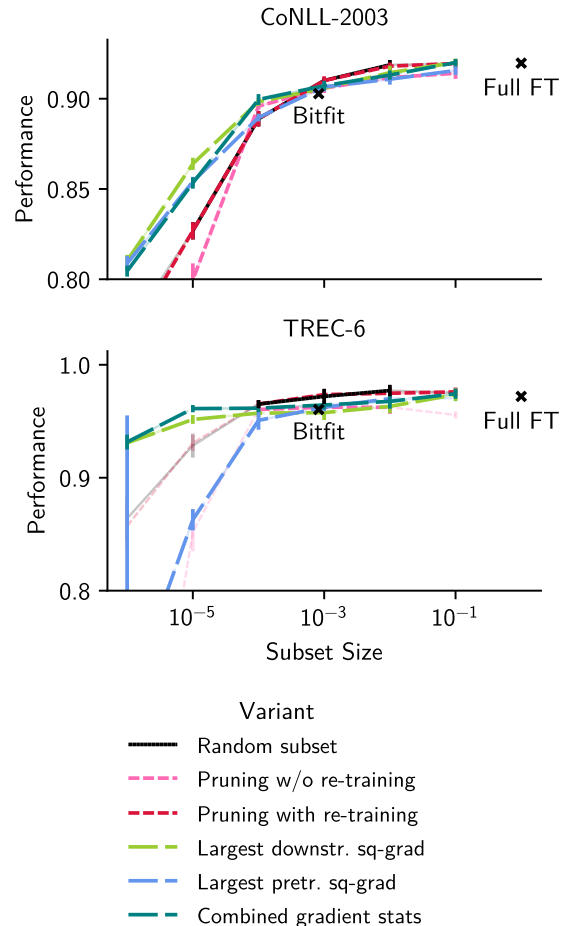 CoNLL-2003
Performance
0.90
0.85
0.80
Bitfit
Full FT
TREC-6
Performance
1.0
0.9
0.8
Bitfit
Full FT
10⁻⁵
10⁻³
10⁻¹
Subset Size
Variant
Random subset
Pruning w/o re-training
Pruning with re-training
Largest downstr. sq-grad
Largest pretr. sq-grad
Combined gradient stats